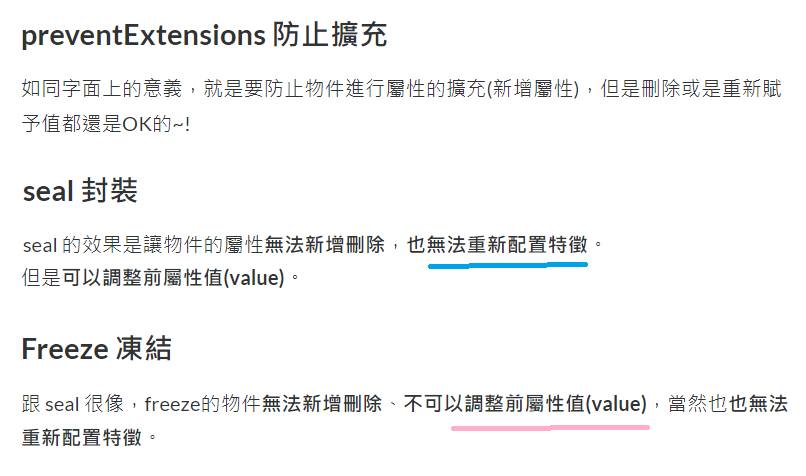 preventExtensions 防止擴充
如同字面上的意義，就是要防止物件進行屬性的擴充(新增屬性)，但是刪除或是重新賦
予值都還是OK的~!
seal 封裝
seal 的效果是讓物件的屬性無法新增刪除，也無法重新配置特徵。
但是可以調整前屬性值(value)。
Freeze 凍結
跟 seal 很像，freeze的物件無法新增刪除、不可以調整前屬性值(value)，當然也也無法
重新配置特徵。